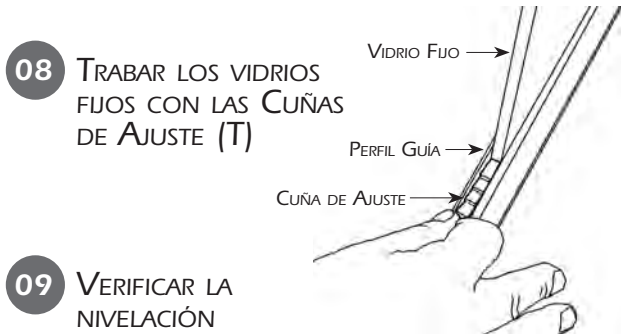 08 Trabar los vidrios
fijos con las Cuñas
de Ajuste (T)
Vidrio Fijo
Perfil Guía
Cuña de Ajuste
09 Verificar la
nivelación